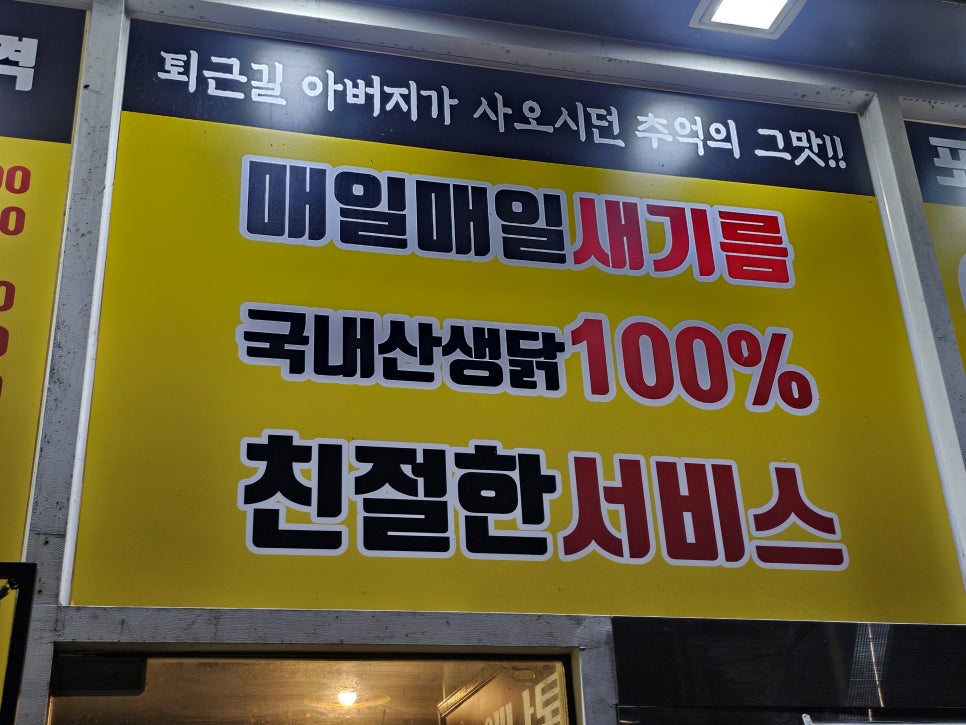 퇴근길 아버지가 사오시던 추억의 그맛!!
매일매일새기름
국내산생닭100%
친절한서비스